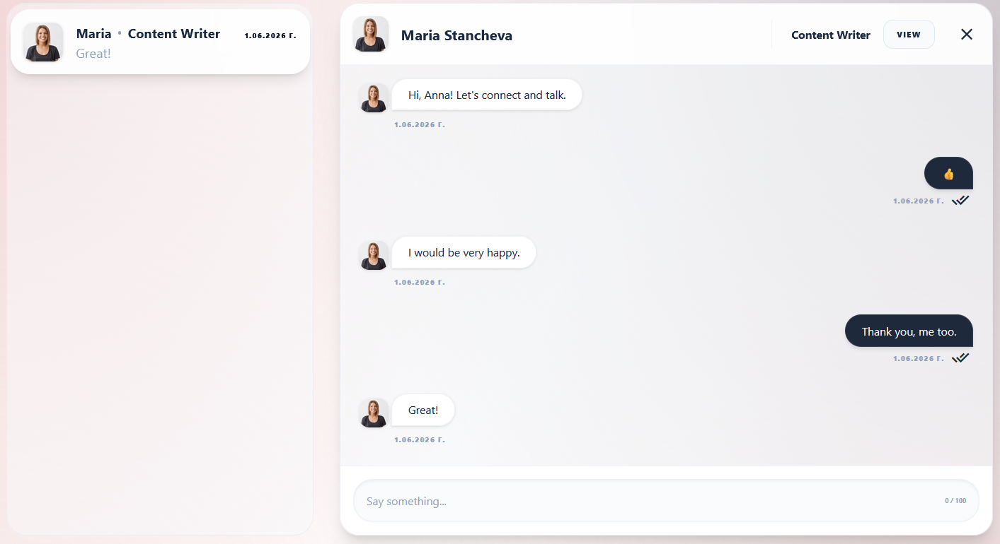 Maria • Content Writer
1.06.2026 г.
Great!
Maria Stancheva
Content Writer
VIEW
Hi, Anna! Let's connect and talk.
1.06.2026 г.
👍
1.06.2026 г.
I would be very happy.
1.06.2026 г.
Thank you, me too.
1.06.2026 г.
Great!
1.06.2026 г.
Say something...
0 / 100